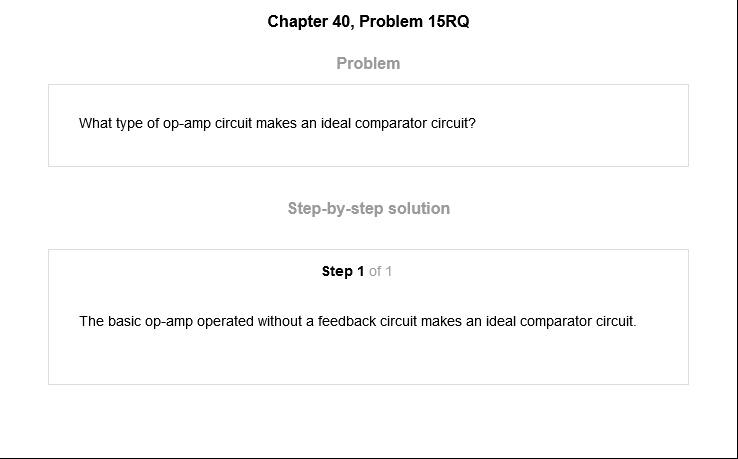 Chapter 40, Problem 15RQ
Problem
What type of op-amp circuit makes an ideal comparator circuit?
Step-by-step solution
Step 1 of 1
The basic op-amp operated without a feedback circuit makes an ideal comparator circuit.